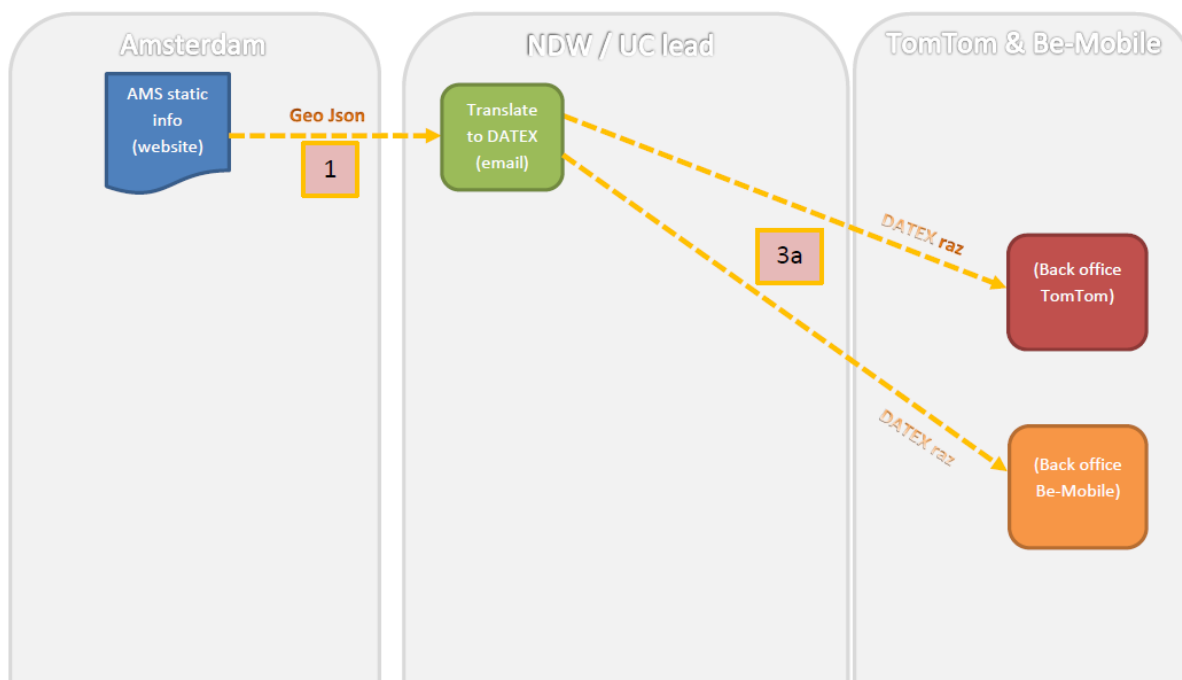 Amsterdam
NDW / UC lead
TomTom & Be-Mobile
AMS static
info
(website)
Geo Json
1
Translate
to DATEX
(email)
DATEX raz
3a
(Back office
TomTom)
DATEX raz
(Back office
Be-Mobile)